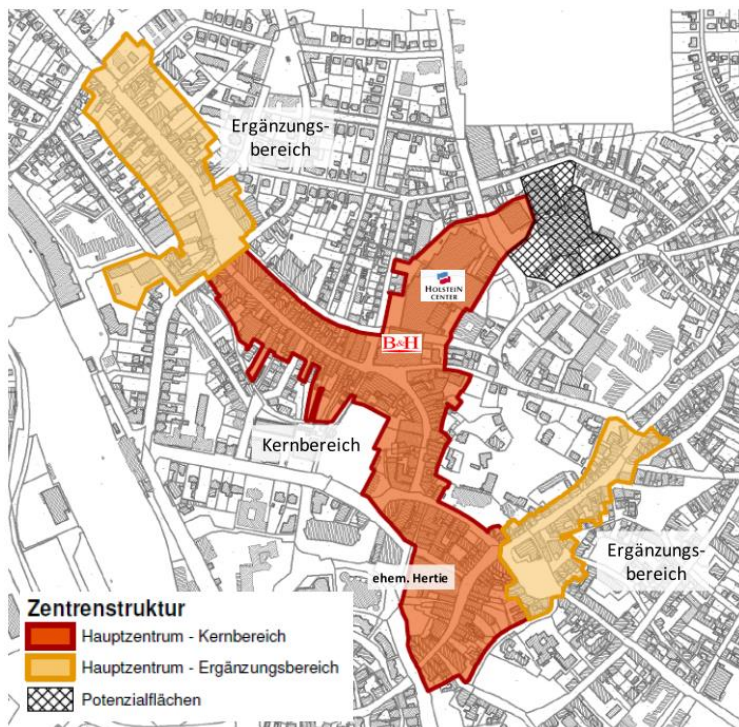 Ergänzungs-
bereich
HOLSTEIN
CENTER
B&H
Kernbereich
Ergänzungs-
bereich
ehem. Hertie
Zentrenstruktur
Hauptzentrum - Kernbereich
Hauptzentrum - Ergänzungsbereich
Potenzialflächen